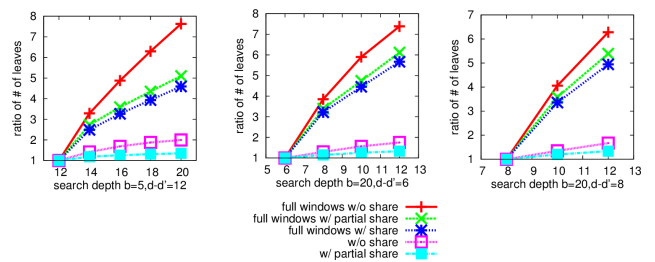 8
7
6
5
4
3
2
1
ratio of # of leaves
12 14 16 18 20
search depth b=5,d-d'=12
8
7
6
5
4
3
2
1
ratio of # of leaves
5 6 7 8 9 10 11 12 13
search depth b=20,d-d'=6
8
7
6
5
4
3
2
1
ratio of # of leaves
7 8 9 10 11 12 13
search depth b=20,d-d'=8
full windows w/o share
full windows w/ partial share
full windows w/ share
w/o share
w/ partial share